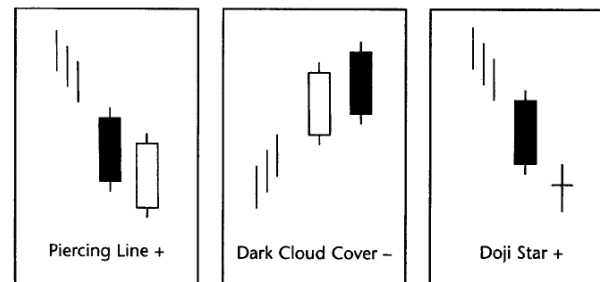 Piercing Line +
Dark Cloud Cover –
Doji Star +